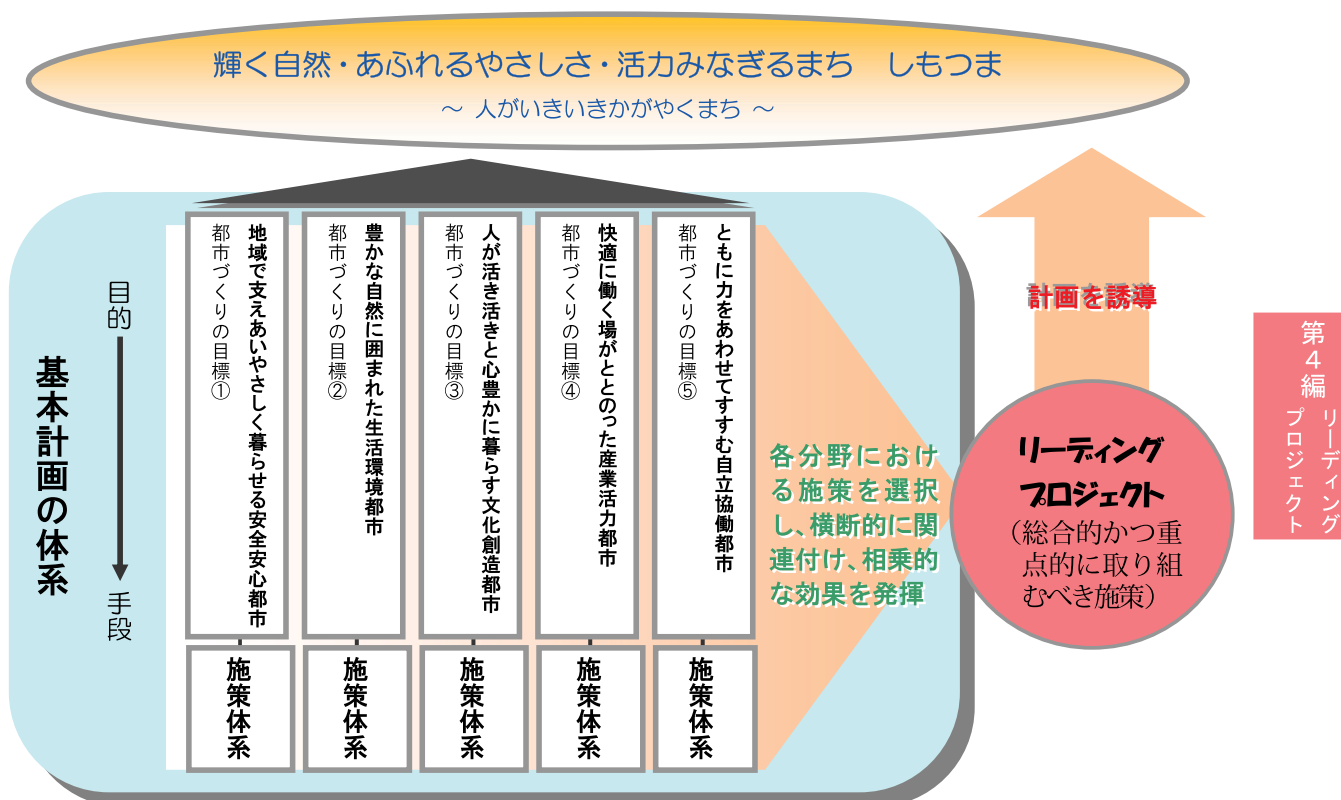 輝く自然・あふれるやさしさ・活力みなぎるまち　しもつま
～ 人がいきいきかがやくまち ～
基本計画の体系
目的
手段
都市づくりの目標①
地域で支えあいやさしく暮らせる安全安心都市
施策体系
都市づくりの目標②
豊かな自然に囲まれた生活環境都市
施策体系
都市づくりの目標③
人が活き活きと心豊かに暮らす文化創造都市
施策体系
都市づくりの目標④
快適に働く場がととのった産業活力都市
施策体系
都市づくりの目標⑤
ともに力をあわせてすすむ自立協働都市
施策体系
各分野におけ
る施策を選択
し、横断的に関
連付け、相乗的
な効果を発揮
計画を誘導
リーディング
プロジェクト
（総合的かつ重
点的に取り組
むべき施策）
第４編
リーディング
プロジェクト